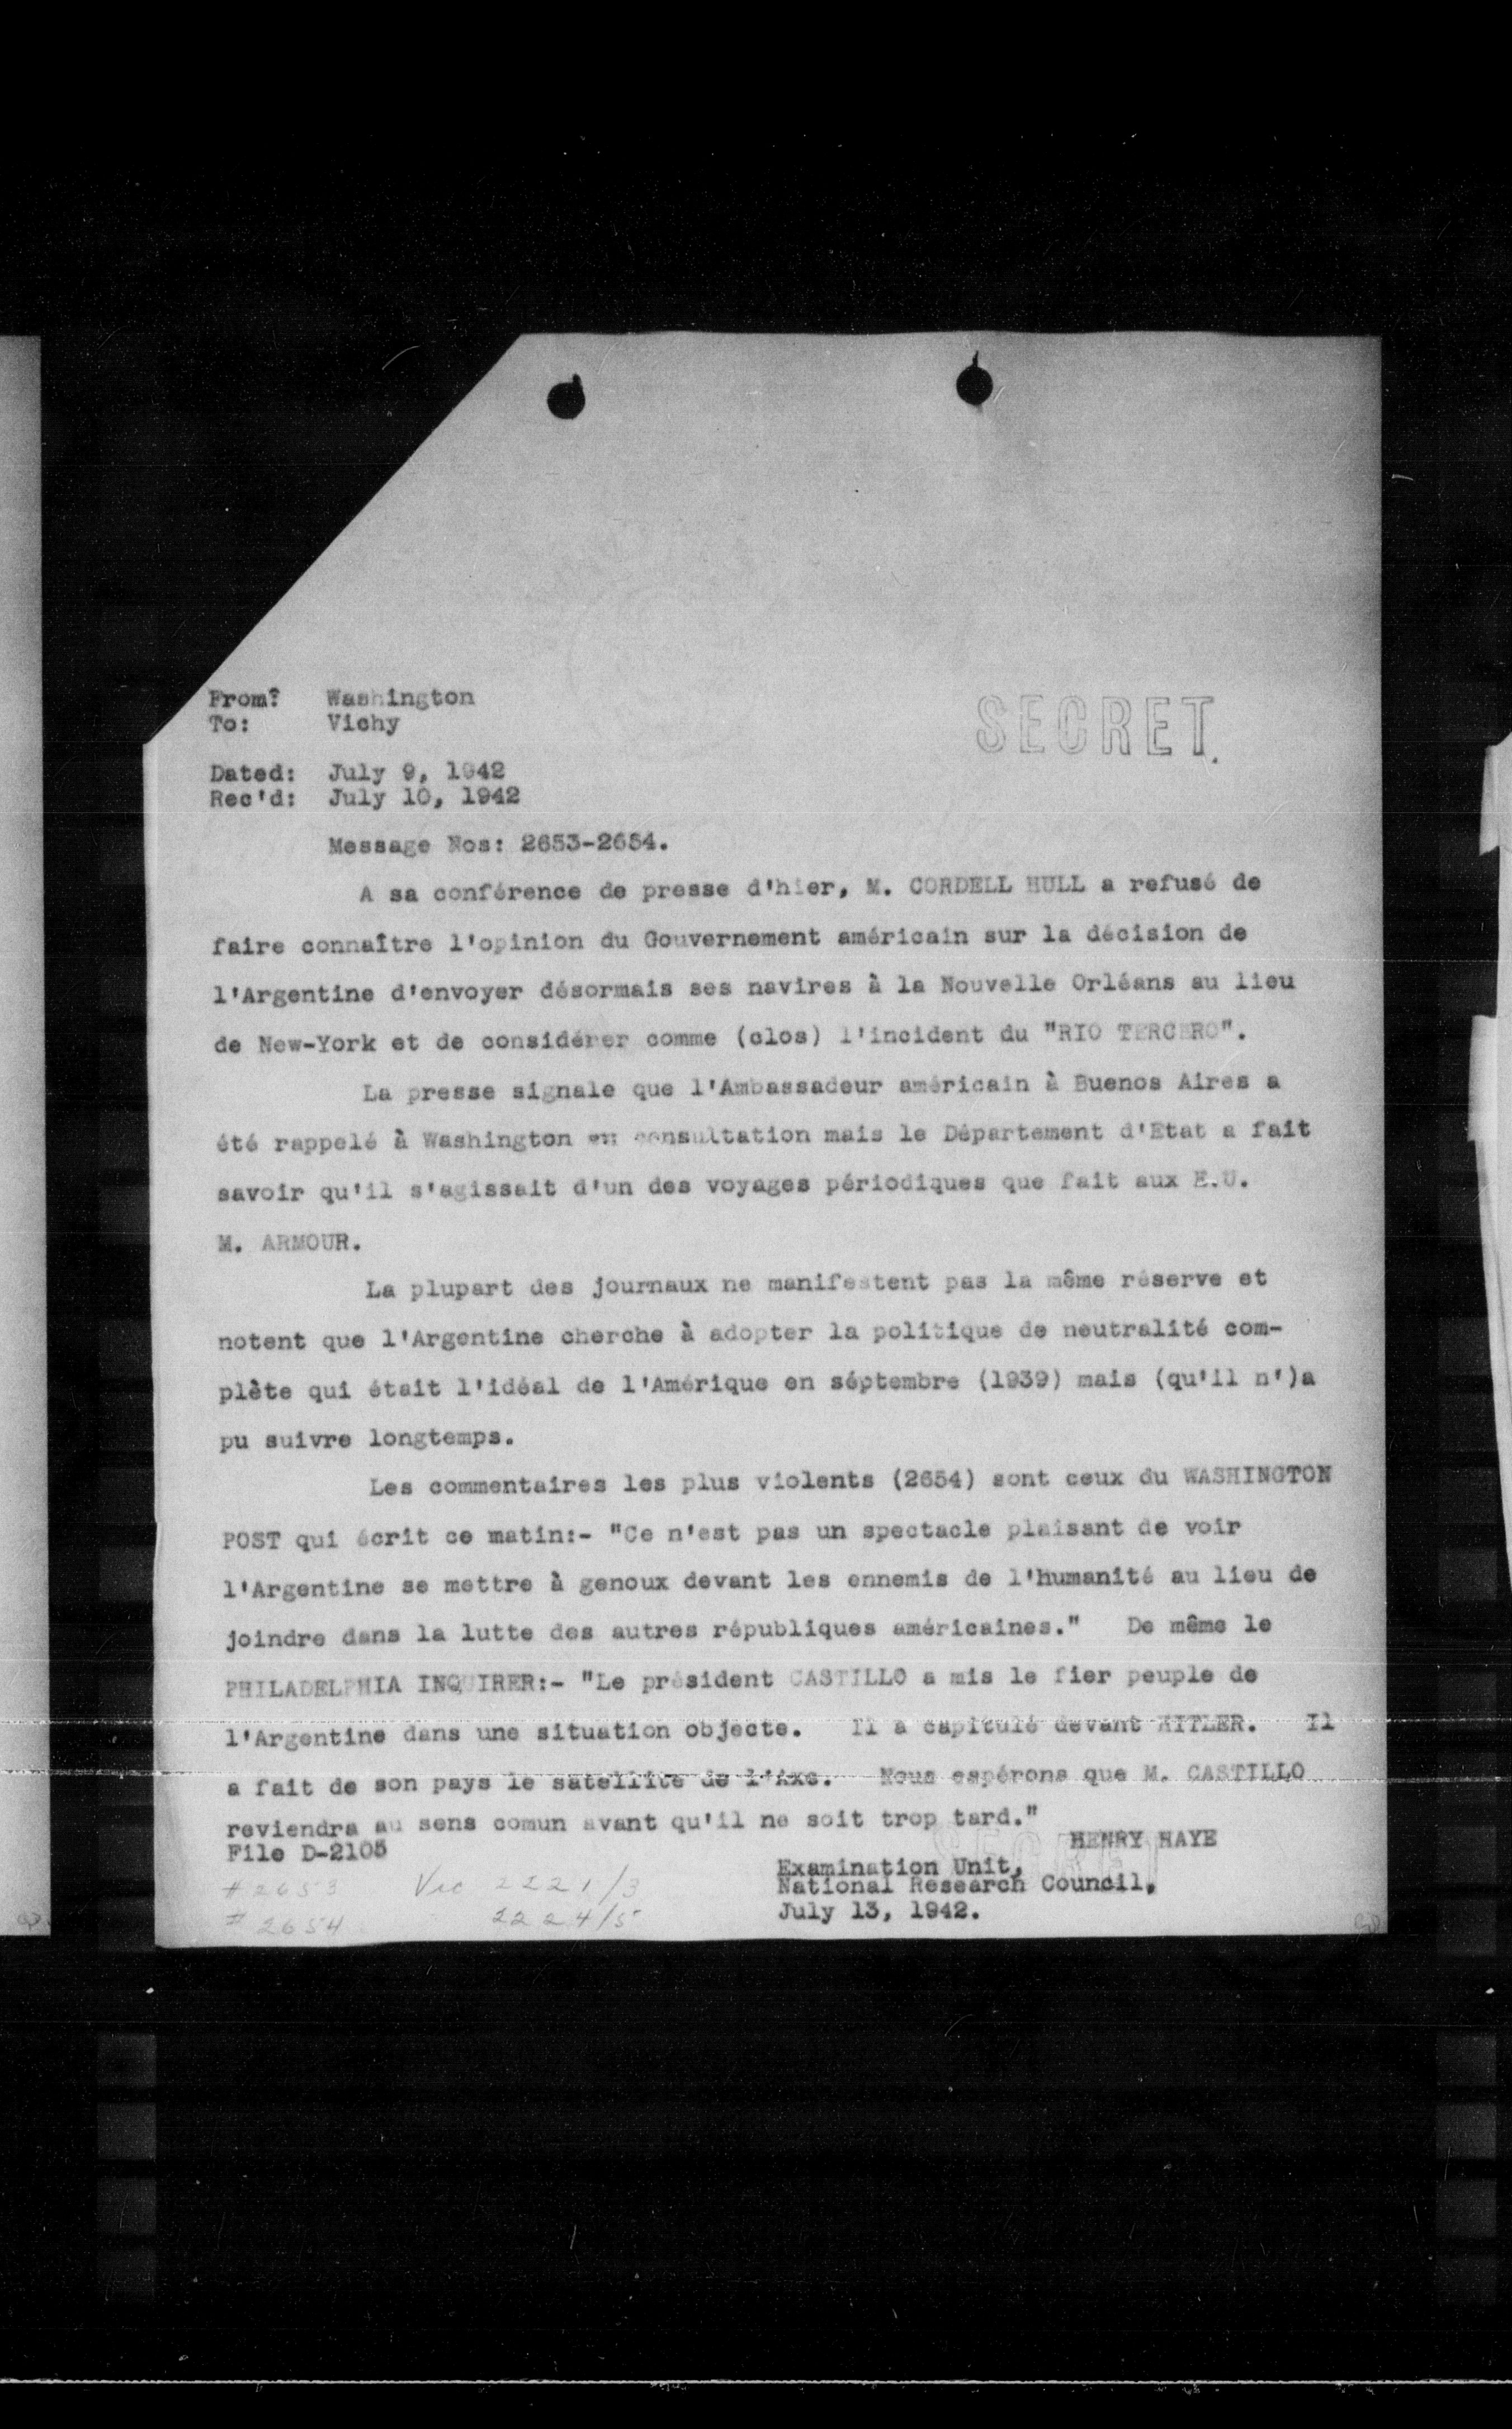 From: Washington
To: Vichy
SECRET
Dated: July 9, 1942
Rec'd: July 10, 1942
Message Nos: 2653-2654.
A sa conférence de presse d'hier, M. CORDELL HULL a refusé de
faire connaître l'opinion du Gouvernement américain sur la décision de
l'Argentine d'envoyer désormais ses navires à la Nouvelle Orléans au lieu
de New-York et de considérer comme (clos) l'incident du "RIO TERCERO".
La presse signale que l'Ambassadeur américain à Buenos Aires a
été rappelé à Washington en consultation mais le Département d'Etat a fait
savoir qu'il s'agissait d'un des voyages périodiques que fait aux E.U.
M. ARMOUR.
La plupart des journaux ne manifestent pas la même réserve et
notent que l'Argentine cherche à adopter la politique de neutralité com-
plète qui était l'idéal de l'Amérique en séptembre (1939) mais (qu'il n')a
pu suivre longtemps.
Les commentaires les plus violents (2654) sont ceux du WASHINGTON
POST qui écrit ce matin:- "Ce n'est pas un spectacle plaisant de voir
l'Argentine se mettre à genoux devant les ennemis de l'humanité au lieu de
joindre dans la lutte des autres républiques américaines." De même le
PHILADELPHIA INQUIRER:- "Le président CASTILLO a mis le fier peuple de
l'Argentine dans une situation objecte. Il a capitulé devant HITLER. Il
a fait de son pays le satellite de l'Axe. Nous espérons que M. CASTILLO
reviendra au sens comun avant qu'il ne soit trop tard."
HENRY HAYE
File D-2105
Examination Unit,
National Research Council,
July 13, 1942.
SECRET
#2653 Vic 2221/3
#2654 2224/5